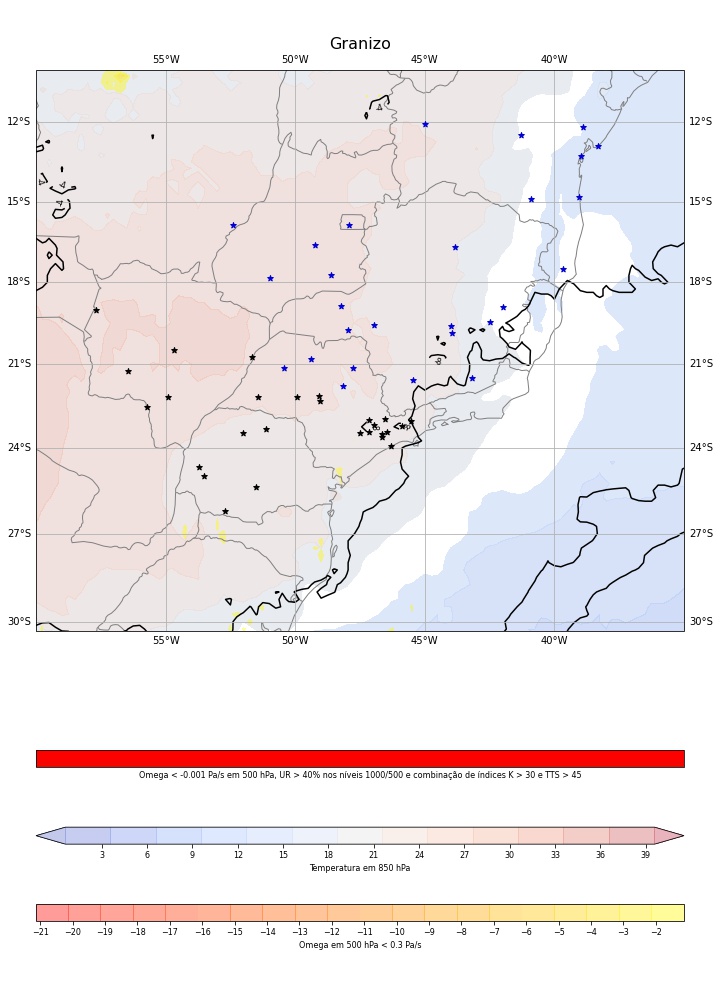 Granizo
55°W 50°W 45°W 40°W
12°S 12°S
15°S 15°S
18°S 18°S
21°S 21°S
24°S 24°S
27°S 27°S
30°S 30°S
55°W 50°W 45°W 40°W
Omega < -0.001 Pa/s em 500 hPa, UR > 40% nos níveis 1000/500 e combinação de índices K > 30 e TTS > 45
3 6 9 12 15 18 21 24 27 30 33 36 39
Temperatura em 850 hPa
−21 −20 −19 −18 −17 −16 −15 −14 −13 −12 −11 −10 −9 −8 −7 −6 −5 −4 −3 −2
Omega em 500 hPa < 0.3 Pa/s